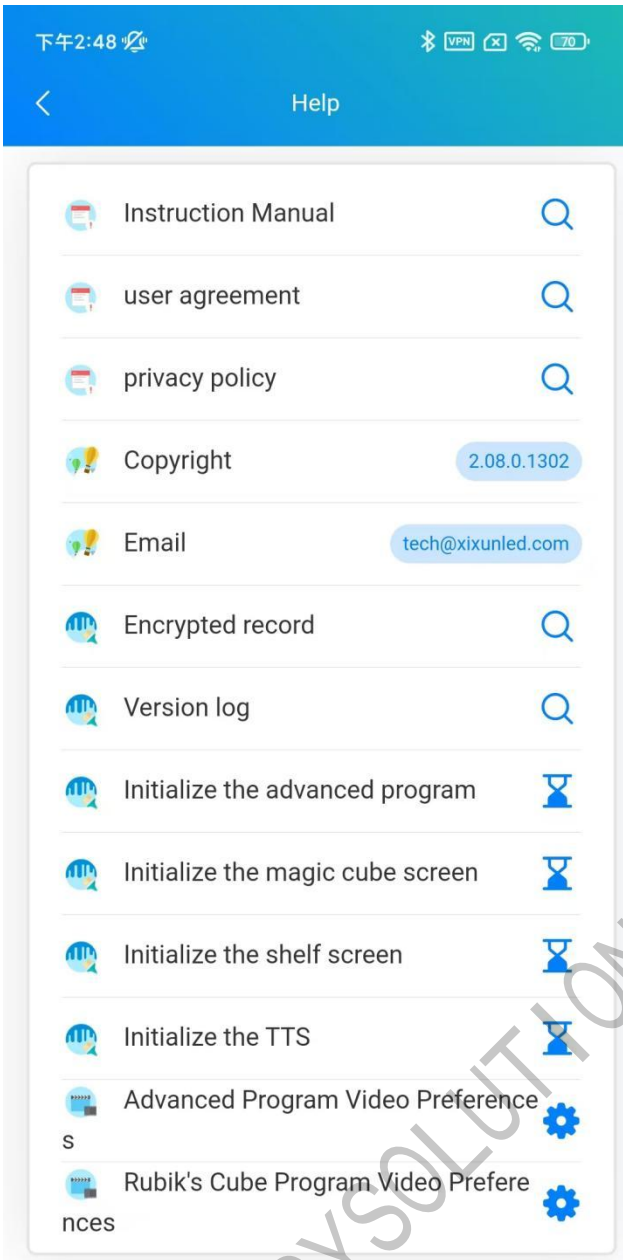 下午2:48 VPN 70
Help
Instruction Manual
user agreement
privacy policy
Copyright 2.08.0.1302
Email tech@xixunled.com
Encrypted record
Version log
Initialize the advanced program
Initialize the magic cube screen
Initialize the shelf screen
Initialize the TTS
Advanced Program Video Preference
s
Rubik's Cube Program Video Prefere
nces
YSOLUTION